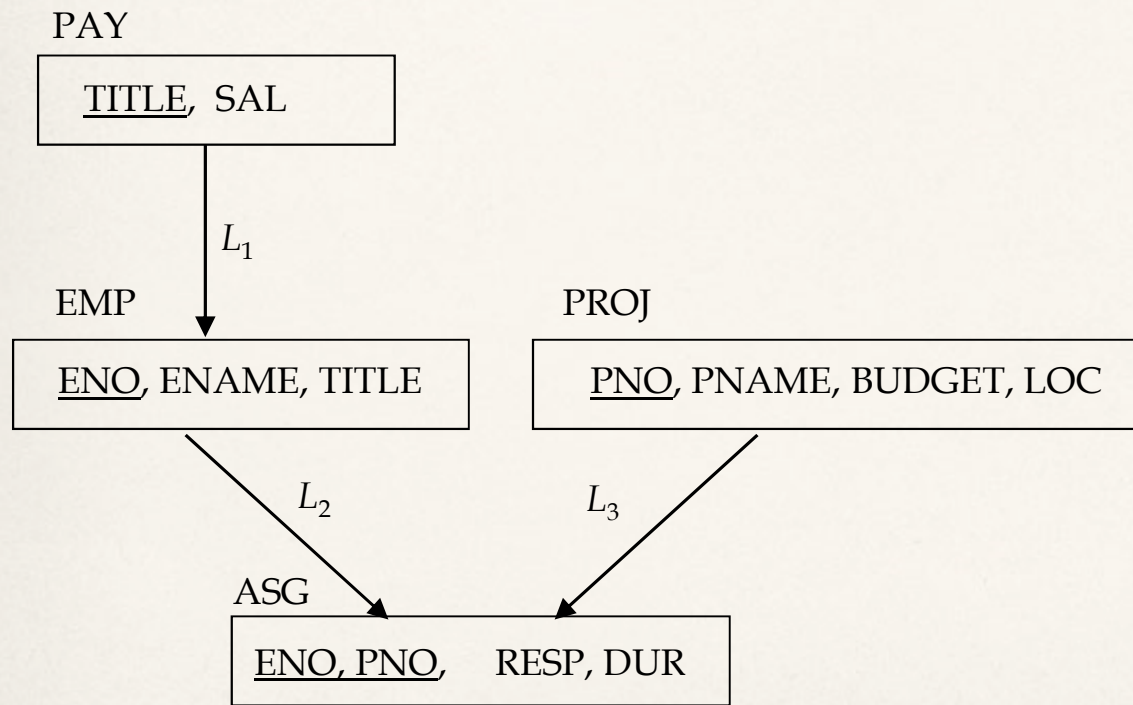 PAY
TITLE, SAL
L1
EMP
PROJ
ENO, ENAME, TITLE
PNO, PNAME, BUDGET, LOC
L2
L3
ASG
ENO, PNO, RESP, DUR